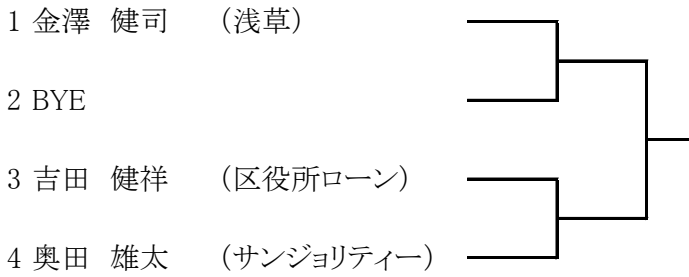 1 金澤 健司 (浅草)
2 BYE
3 吉田 健祥 (区役所ローン)
4 奥田 雄太 (サンジョリティー)